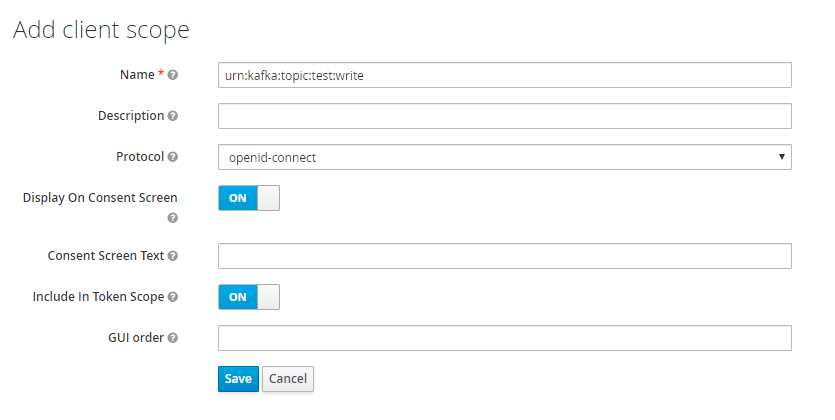 Add client scope
Name *
urn:kafka:topic:test:write
Description
Protocol
openid-connect
Display On Consent Screen
ON
Consent Screen Text
Include In Token Scope
ON
GUI order
Save Cancel